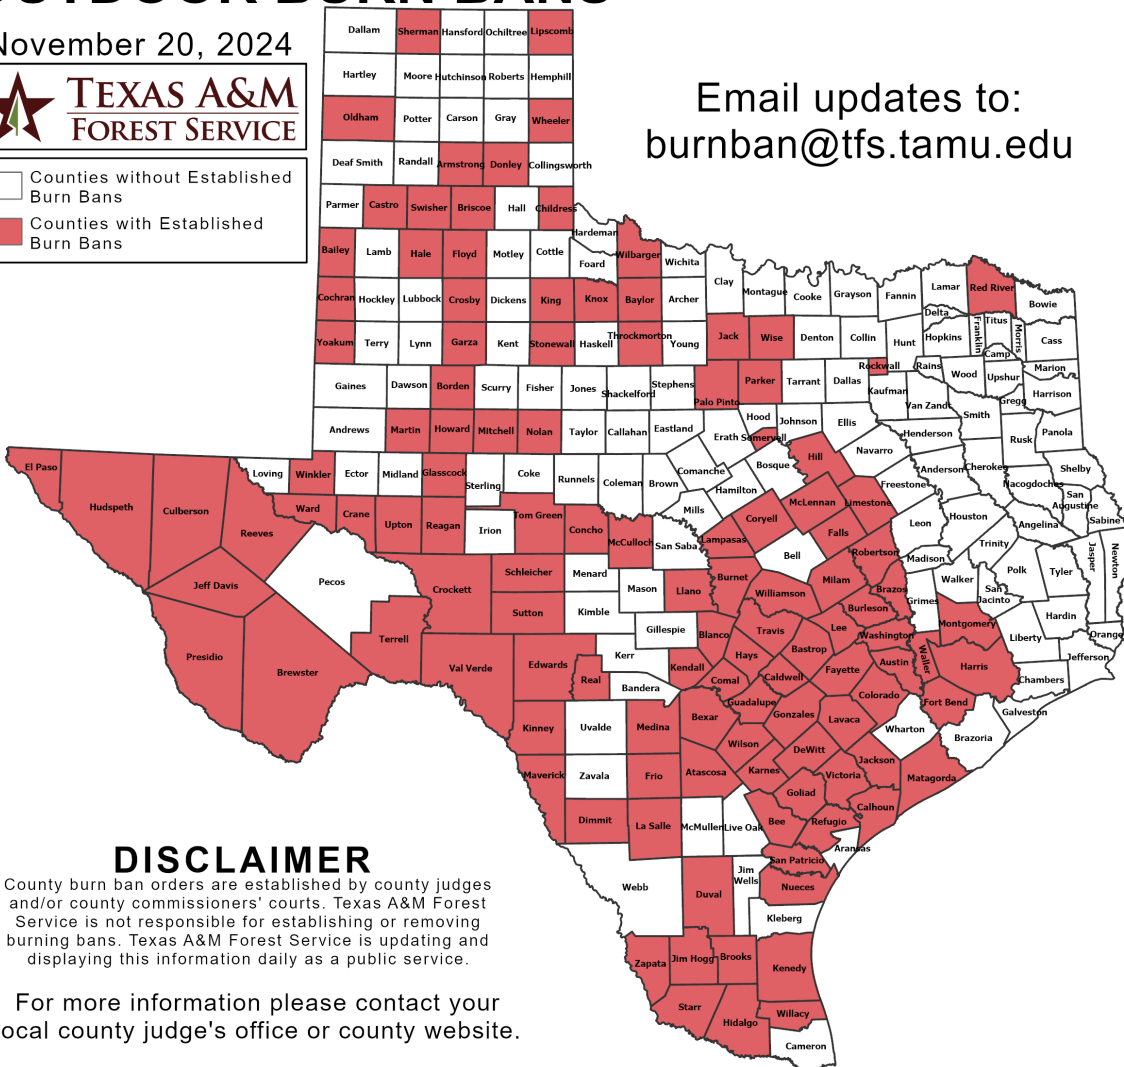 OUTDOOR BURN BANS
November 20, 2024
TEXAS A&M
FOREST SERVICE
Counties without Established
Burn Bans
Counties with Established
Burn Bans
Email updates to:
burnban@tfs.tamu.edu
Dallam Sherman Hansford Ochiltree Lipscomb
Hartley Moore Hutchinson Roberts Hemphill
Oldham Potter Carson Gray Wheeler
Deaf Smith Randall Armstrong Donley Collingsworth
Parmer Castro Swisher Briscoe Hall Childress
Hardeman
Bailey Lamb Hale Floyd Motley Cottle Foard Wilbarger Wichita
Cochran Hockley Lubbock Crosby Dickens King Knox Baylor Archer Clay Montague Cooke Grayson Fannin Lamar Red River Bowie
Delta Franklin Titus Morris
Yoakum Terry Lynn Garza Kent Stonewall Haskell Throckmorton Young Jack Wise Denton Collin Hunt Hopkins Camp Cass
Gaines Dawson Borden Scurry Fisher Jones Shackelford Stephens Palo Pinto Parker Tarrant Dallas Rockwall Kaufman Rains Wood Upshur Marion
Van Zandt Smith Gregg Harrison
Andrews Martin Howard Mitchell Nolan Taylor Callahan Eastland Erath Hood Somervell Johnson Ellis Henderson Rusk Panola
El Paso Loving Winkler Ector Midland Glasscock Sterling Coke Runnels Coleman Brown Comanche Hamilton Bosque Hill Navarro Freestone Anderson Cherokee Nacogdoches Shelby
San
Augustine
Sabine
Hudspeth Culberson Reeves Ward Crane Upton Reagan Irion Tom Green Concho McCulloch San Saba Mills Lampasas Coryell McLennan Limestone Falls Leon Houston Angelina
Bell Robertson Madison Trinity Polk Tyler Jasper Newton
Jeff Davis Pecos Crockett Schleicher Menard Mason Llano Burnet Williamson Milam Brazos Grimes Walker San
Jacinto
Sutton Kimble Gillespie Blanco Travis Lee Burleson Washington Montgomery Liberty Hardin Orange
Presidio Brewster Terrell Val Verde Edwards Real Kerr Kendall Hays Bastrop Fayette Austin Waller Harris Jefferson
Bandera Comal Caldwell Guadalupe Colorado Fort Bend Chambers
Kinney Uvalde Medina Bexar Gonzales Lavaca Wharton Brazoria Galveston
Wilson DeWitt Jackson
Maverick Zavala Frio Atascosa Karnes Victoria Matagorda
Goliad Calhoun
Dimmit La Salle McMullen Live Oak Bee Refugio Aransas
San Patricio
Webb Duval Jim
Wells
Nueces
Kleberg
Zapata Jim Hogg Brooks Kenedy
Starr Hidalgo Willacy
Cameron
DISCLAIMER
County burn ban orders are established by county judges
and/or county commissioners' courts. Texas A&M Forest
Service is not responsible for establishing or removing
burning bans. Texas A&M Forest Service is updating and
displaying this information daily as a public service.
For more information please contact your
local county judge's office or county website.